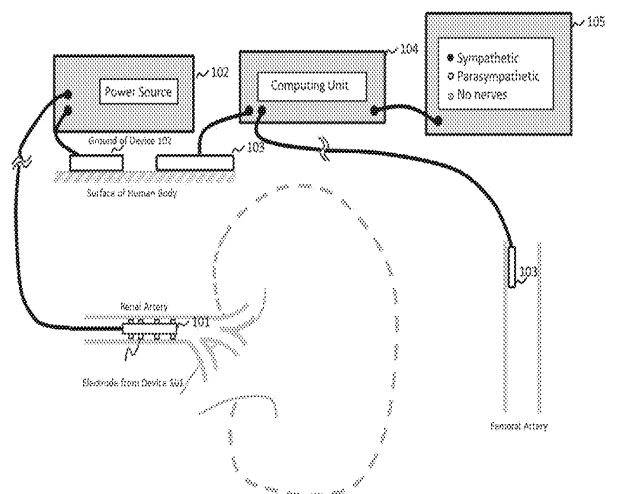 105
104
Sympathetic
Parasympathetic
No nerves
102
Power Source
Computing Unit
Ground of Device 102
103
Surface of Human Body
103
Renal Artery
101
Electrode from Device 101
Femoral Artery